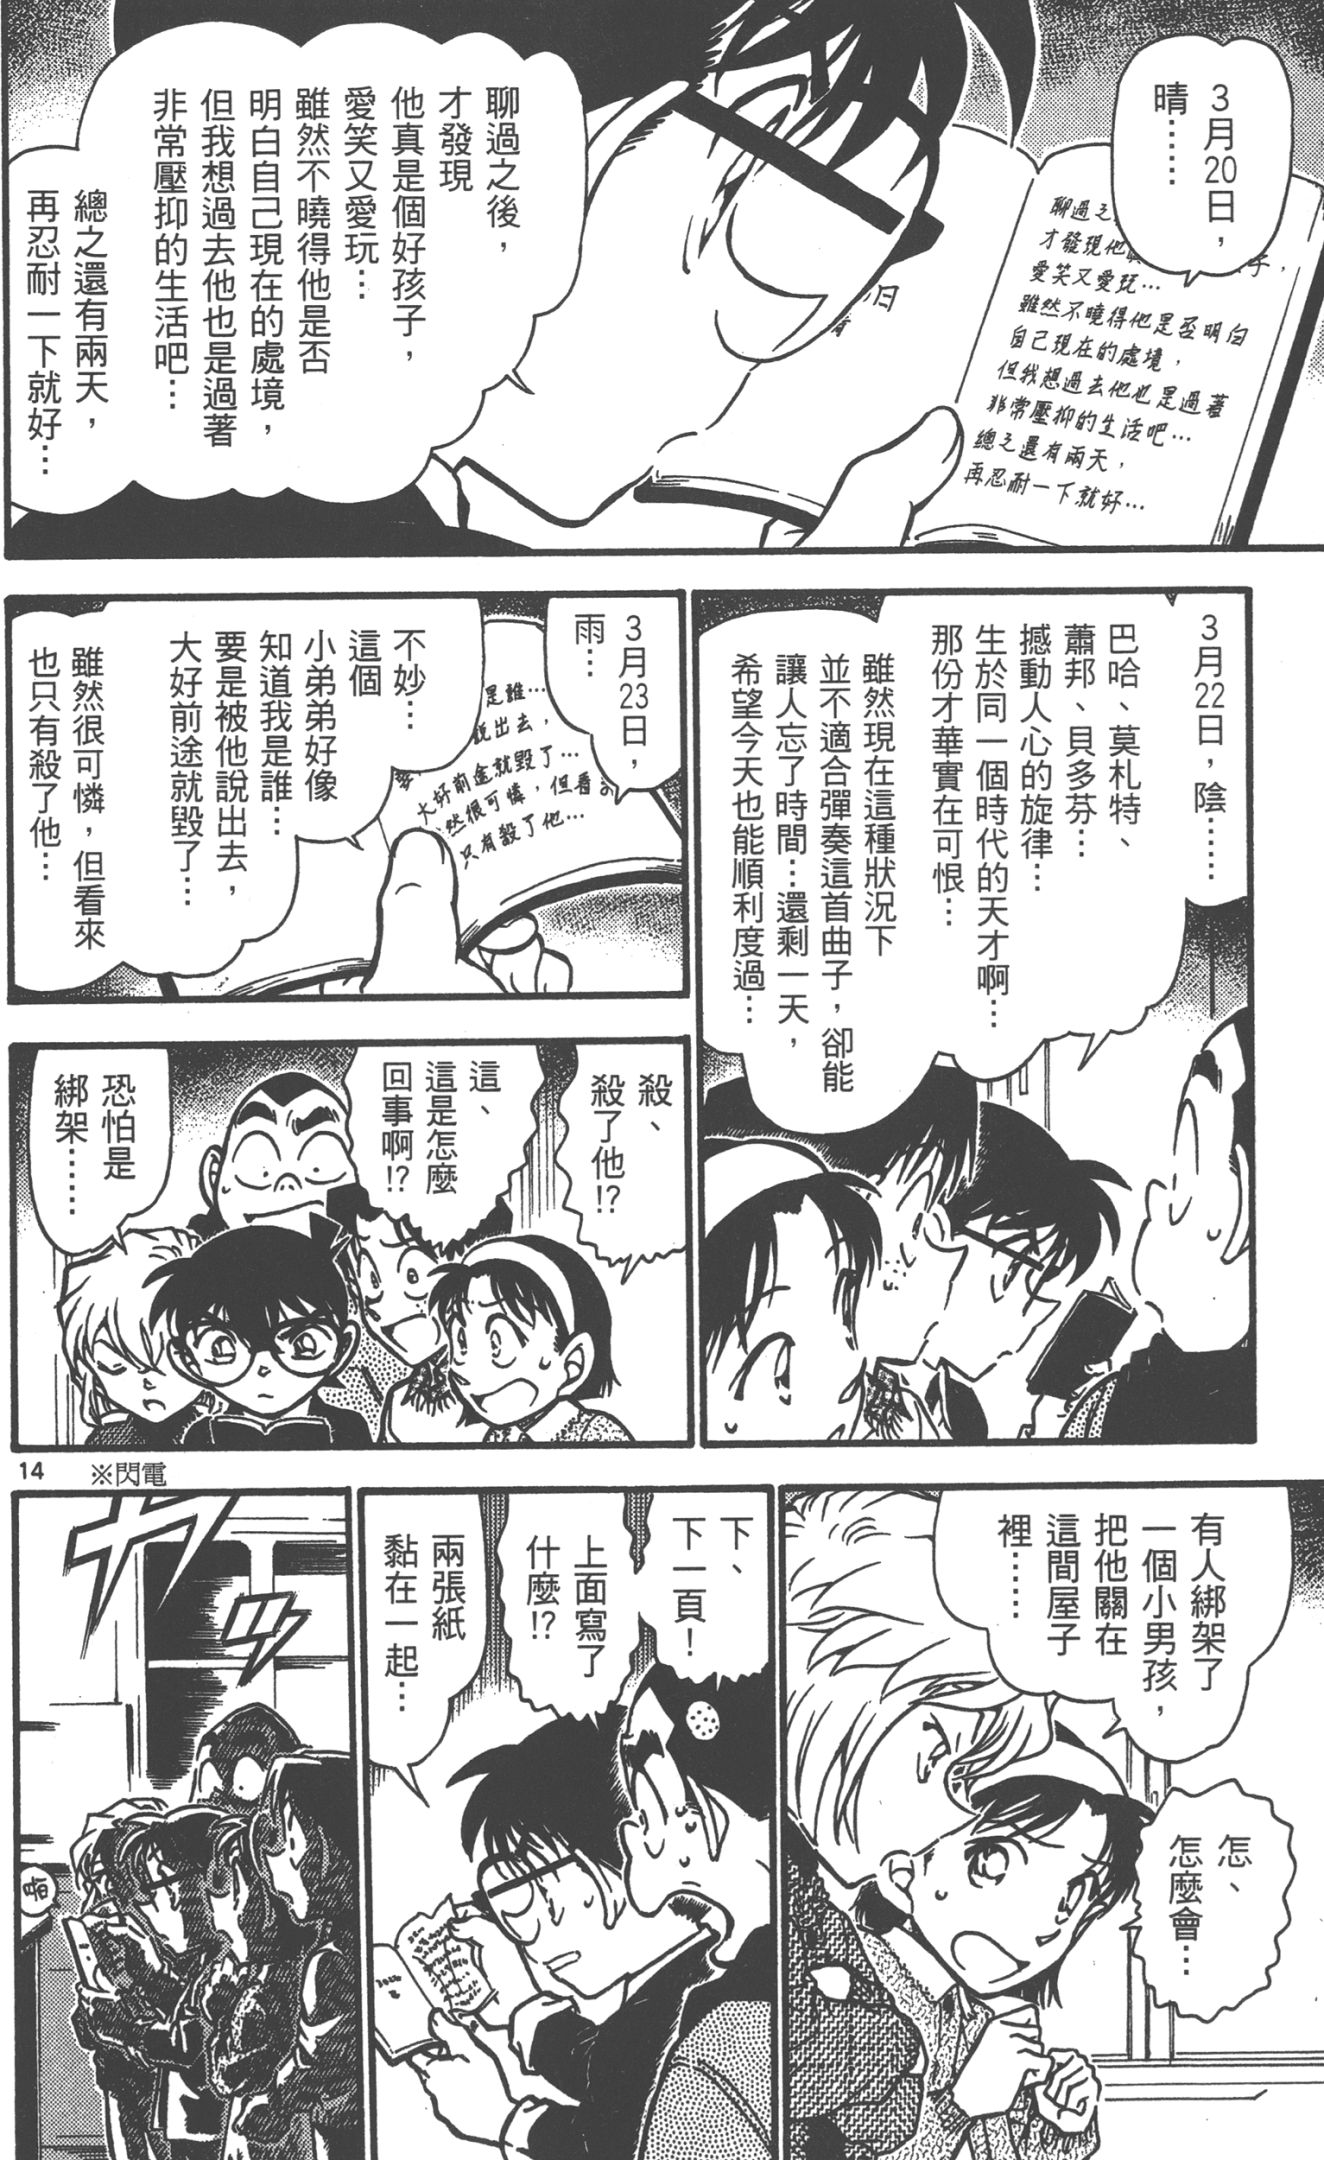 3月20日，
晴……
聊過之後，
才發現
他真是個好孩子，
愛笑又愛玩…
雖然不曉得他是否
明白自己現在的處境，
但我想過去他也是過著
非常壓抑的生活吧…
總之還有兩天，
再忍耐一下就好…
聊過之
才發現他
子，
愛笑又愛玩…
雖然不曉得他是否明白
自己現在的處境，
但我想過去他也是過著
非常壓抑的生活吧…
總之還有兩天，
再忍耐一下就好…
日
3月22日，陰……
巴哈、莫札特、
蕭邦、貝多芬…
撼動人心的旋律…
生於同一個時代的天才啊…
那份才華實在可恨…
雖然現在這種狀況下
並不適合彈奏這首曲子，卻能
讓人忘了時間…還剩一天，
希望今天也能順利度過…
3月23日，
雨…
不妙…
這個
小弟弟好像
知道我是誰…
要是被他說出去，
大好前途就毀了…
雖然很可憐，但看來
也只有殺了他…
是誰…
說出去，
大好前途就毀了…
然很可憐，但看
只有殺了他…
殺、
殺了他!?
這、
這是怎麼
回事啊!?
恐怕是
綁架……
14
※閃電
有人綁架了
一個小男孩，
把他關在
這間屋子
裡……
怎、
怎麼會…
下、
下一頁！
上面寫了
什麼!?
兩張紙
黏在一起…
カッ